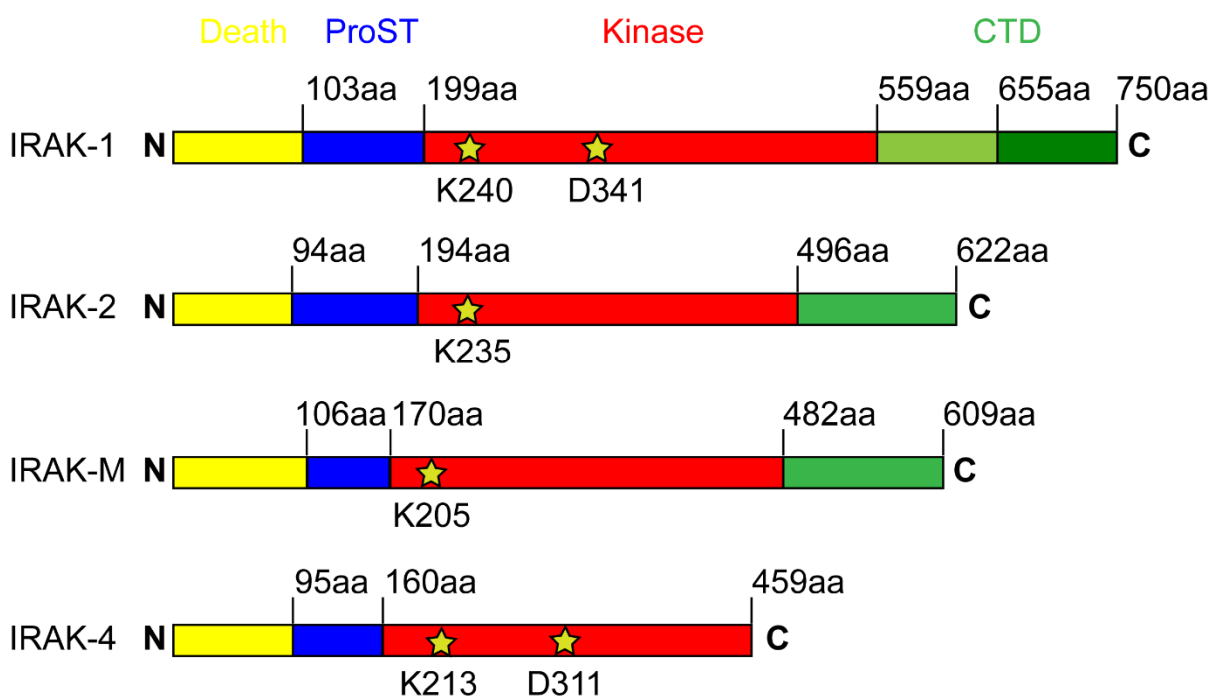 Death ProST Kinase CTD
103aa 199aa 559aa 655aa 750aa
IRAK-1 N C
K240 D341
94aa 194aa 496aa 622aa
IRAK-2 N C
K235
106aa 170aa 482aa 609aa
IRAK-M N C
K205
95aa 160aa 459aa
IRAK-4 N C
K213 D311